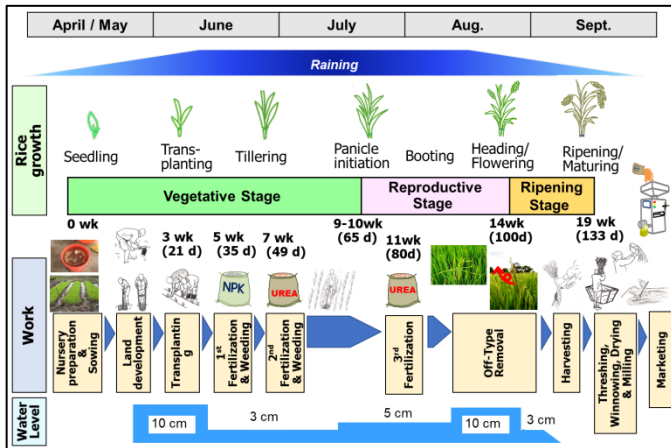 April / May
June
July
Aug.
Sept.
Raining
Rice
growth
Seedling
Trans-
planting
Tillering
Panicle
initiation
Booting
Heading/
Flowering
Ripening/
Maturing
Vegetative Stage
Reproductive
Stage
Ripening
Stage
0 wk
3 wk
(21 d)
5 wk
(35 d)
7 wk
(49 d)
9-10wk
(65 d)
11wk
(80d)
14wk
(100d)
19 wk
(133 d)
NPK
UREA
UREA
Work
Nursery
preparation
&
Sowing
Land
development
Transplantin
g
1st
Fertilization
& Weeding
2nd
Fertilization
& Weeding
3rd
Fertilization
Off-Type
Removal
Harvesting
Threshing,
Winnowing, Drying
& Milling
Marketing
Water
Level
10 cm
3 cm
5 cm
10 cm
3 cm